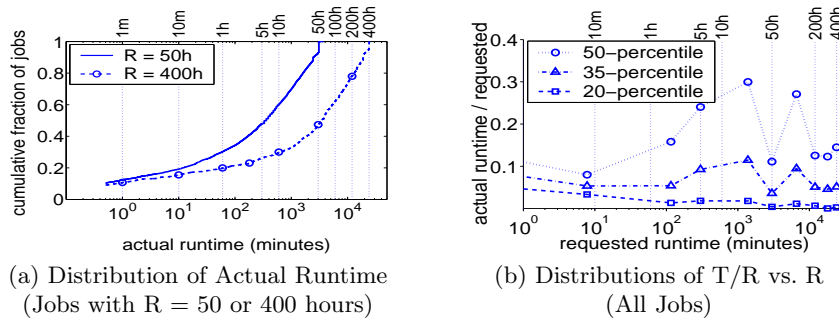 1m
10m
1h
5h
10h
50h
100h
200h
400h
1
0.8
0.6
0.4
0.2
0
R = 50h
R = 400h
cumulative fraction of jobs
10^0
10^1
10^2
10^3
10^4
actual runtime (minutes)
(a) Distribution of Actual Runtime
(Jobs with R = 50 or 400 hours)
10m
1h
5h
10h
50h
200h
400h
0.4
0.3
0.2
0.1
50-percentile
35-percentile
20-percentile
actual runtime / requested
10^0
10^1
10^2
10^3
10^4
requested runtime (minutes)
(b) Distributions of T/R vs. R
(All Jobs)